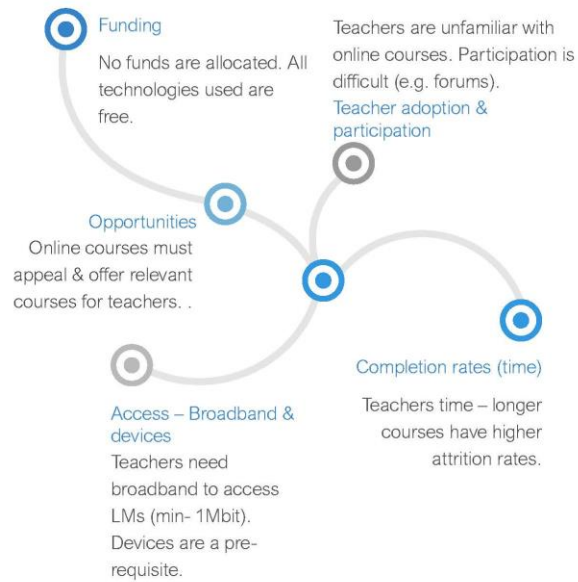 Funding
No funds are allocated. All
technologies used are
free.
Teachers are unfamiliar with
online courses. Participation is
difficult (e.g. forums).
Teacher adoption &
participation
Opportunities
Online courses must
appeal & offer relevant
courses for teachers. .
Completion rates (time)
Teachers time – longer
courses have higher
attrition rates.
Access – Broadband &
devices
Teachers need
broadband to access
LMs (min- 1Mbit).
Devices are a pre-
requisite.